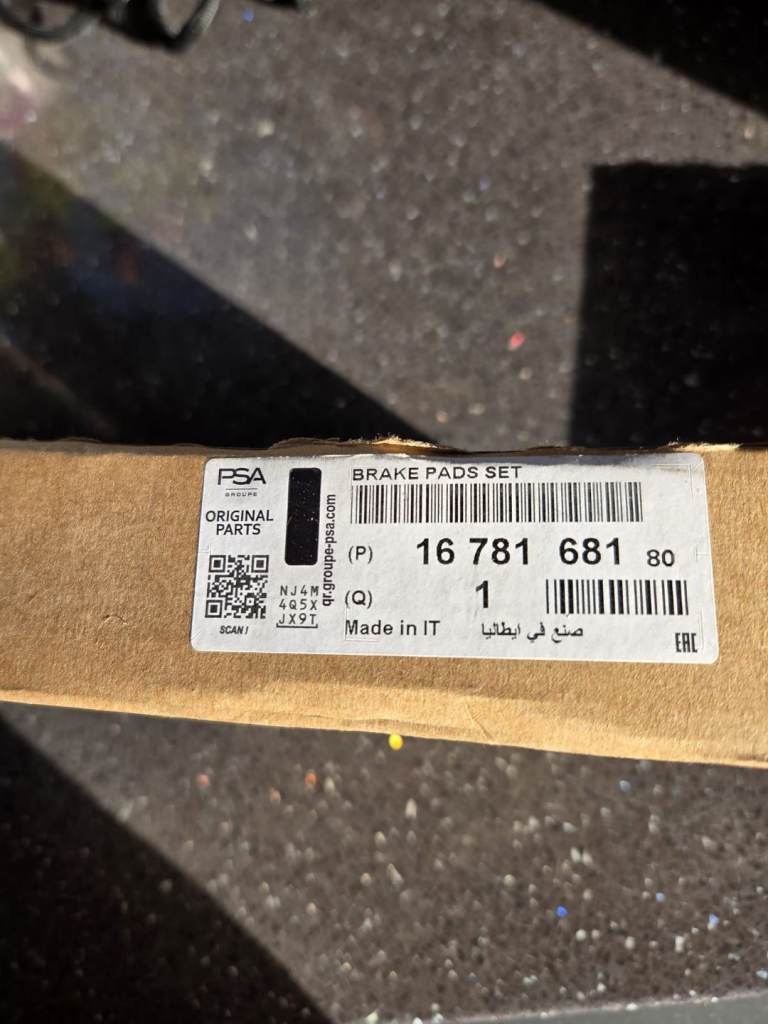 PSA
GROUPE
ORIGINAL
PARTS
SCAN!
NJ4M
4Q5X
JX9T
qr.groupe-psa.com
BRAKE PADS SET
(P) 16 781 681 80
(Q) 1
Made in IT صنع في ايطاليا
EAC